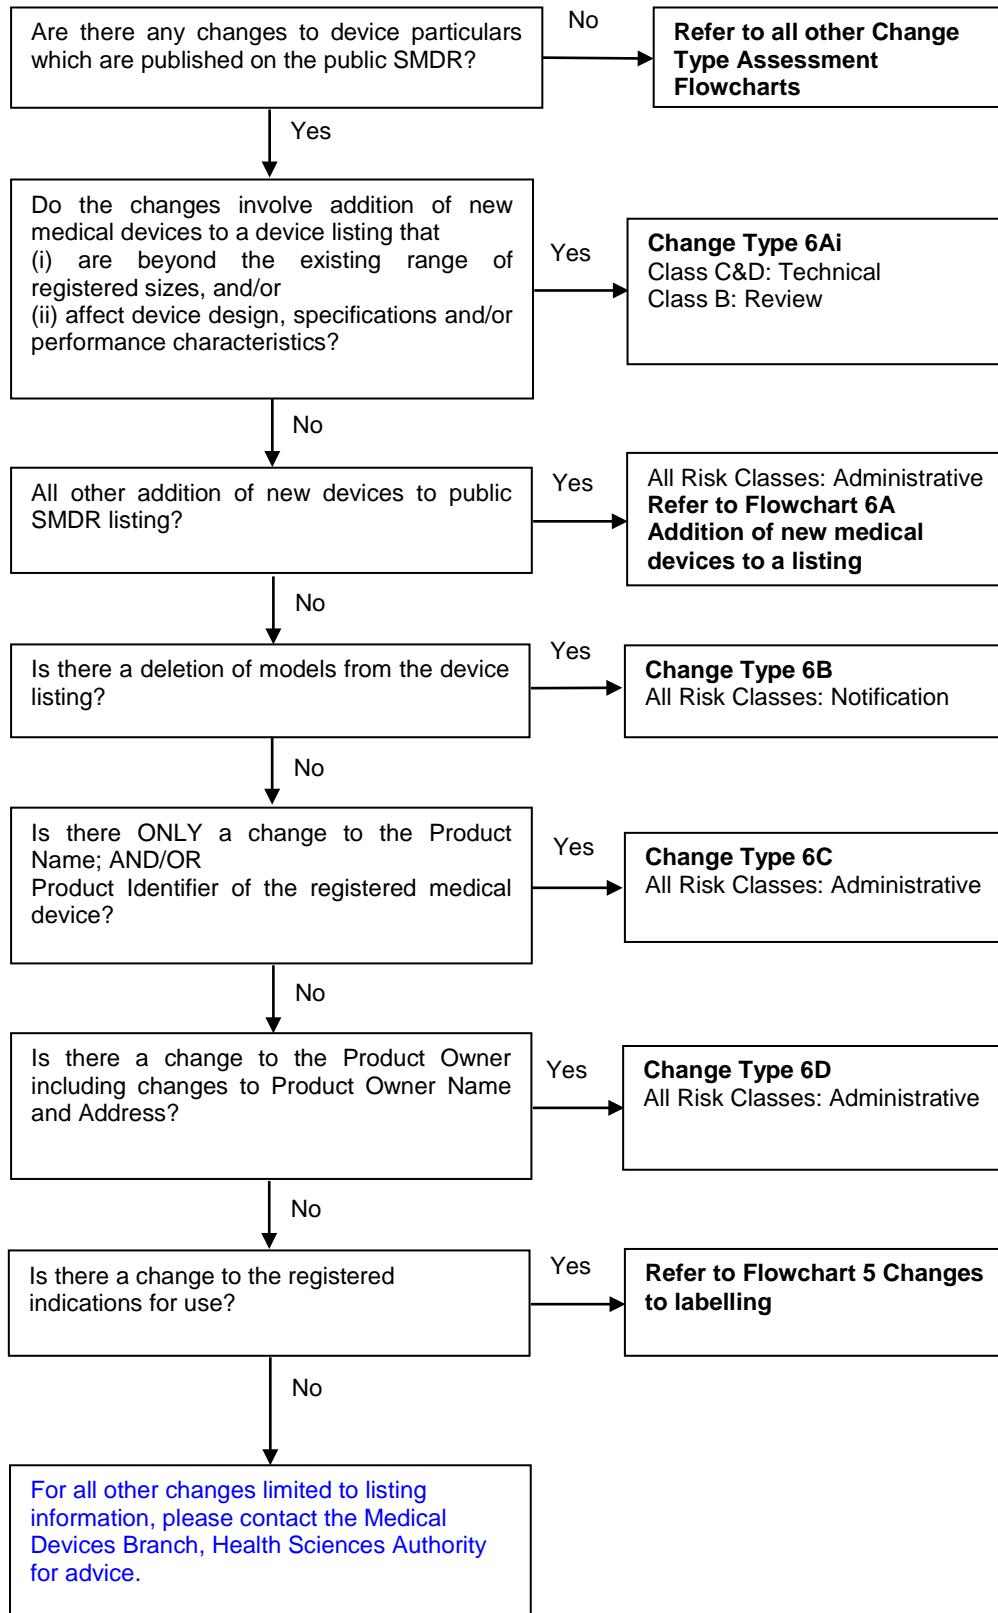 Are there any changes to device particulars
which are published on the public SMDR?
No
Refer to all other Change
Type Assessment
Flowcharts
Yes
Do the changes involve addition of new
medical devices to a device listing that
(i) are beyond the existing range of
registered sizes, and/or
(ii) affect device design, specifications and/or
performance characteristics?
Yes
Change Type 6Ai
Class C&D: Technical
Class B: Review
No
All other addition of new devices to public
SMDR listing?
Yes
All Risk Classes: Administrative
Refer to Flowchart 6A
Addition of new medical
devices to a listing
No
Is there a deletion of models from the device
listing?
Yes
Change Type 6B
All Risk Classes: Notification
No
Is there ONLY a change to the Product
Name; AND/OR
Product Identifier of the registered medical
device?
Yes
Change Type 6C
All Risk Classes: Administrative
No
Is there a change to the Product Owner
including changes to Product Owner Name
and Address?
Yes
Change Type 6D
All Risk Classes: Administrative
No
Is there a change to the registered
indications for use?
Yes
Refer to Flowchart 5 Changes
to labelling
No
For all other changes limited to listing
information, please contact the Medical
Devices Branch, Health Sciences Authority
for advice.